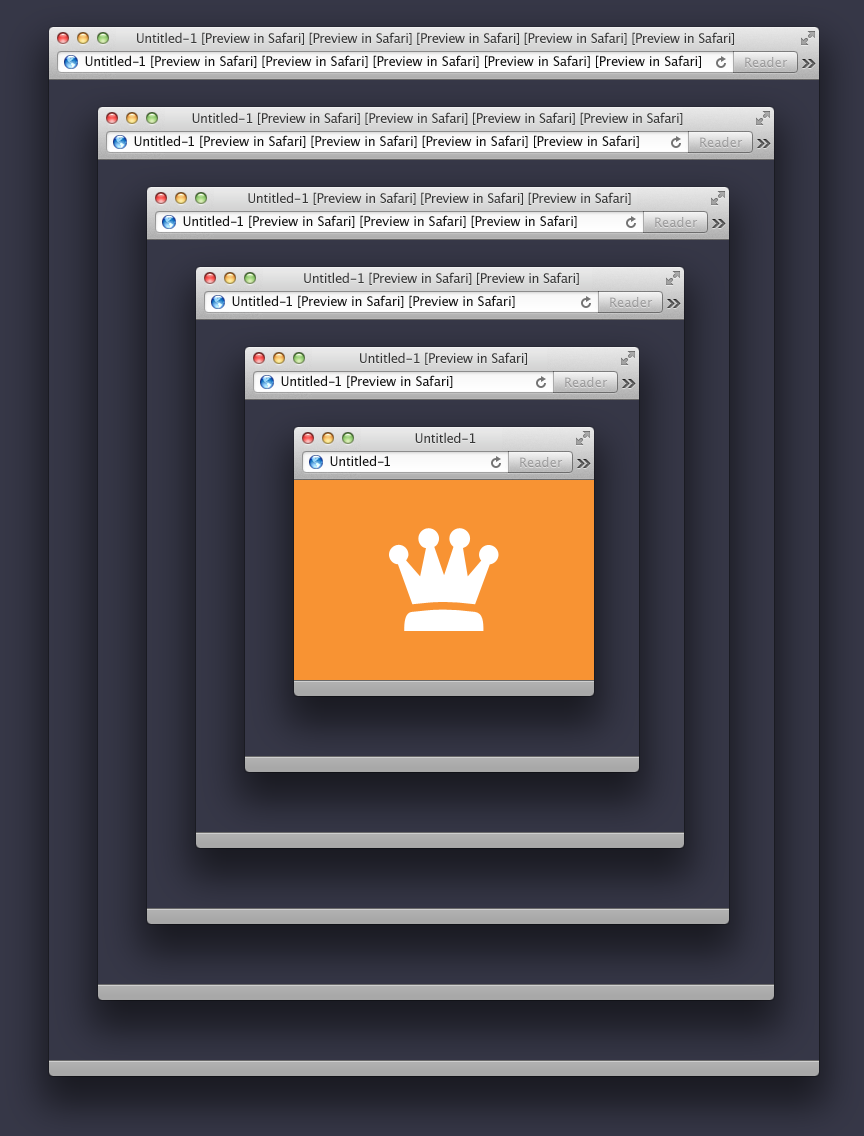 Untitled-1 [Preview in Safari] [Preview in Safari] [Preview in Safari] [Preview in Safari] [Preview in Safari]
Untitled-1 [Preview in Safari] [Preview in Safari] [Preview in Safari] [Preview in Safari] [Preview in Safari] Reader
Untitled-1 [Preview in Safari] [Preview in Safari] [Preview in Safari] [Preview in Safari]
Untitled-1 [Preview in Safari] [Preview in Safari] [Preview in Safari] [Preview in Safari] Reader
Untitled-1 [Preview in Safari] [Preview in Safari] [Preview in Safari]
Untitled-1 [Preview in Safari] [Preview in Safari] [Preview in Safari] Reader
Untitled-1 [Preview in Safari] [Preview in Safari]
Untitled-1 [Preview in Safari] [Preview in Safari] Reader
Untitled-1 [Preview in Safari]
Untitled-1 [Preview in Safari] Reader
Untitled-1
Untitled-1 Reader